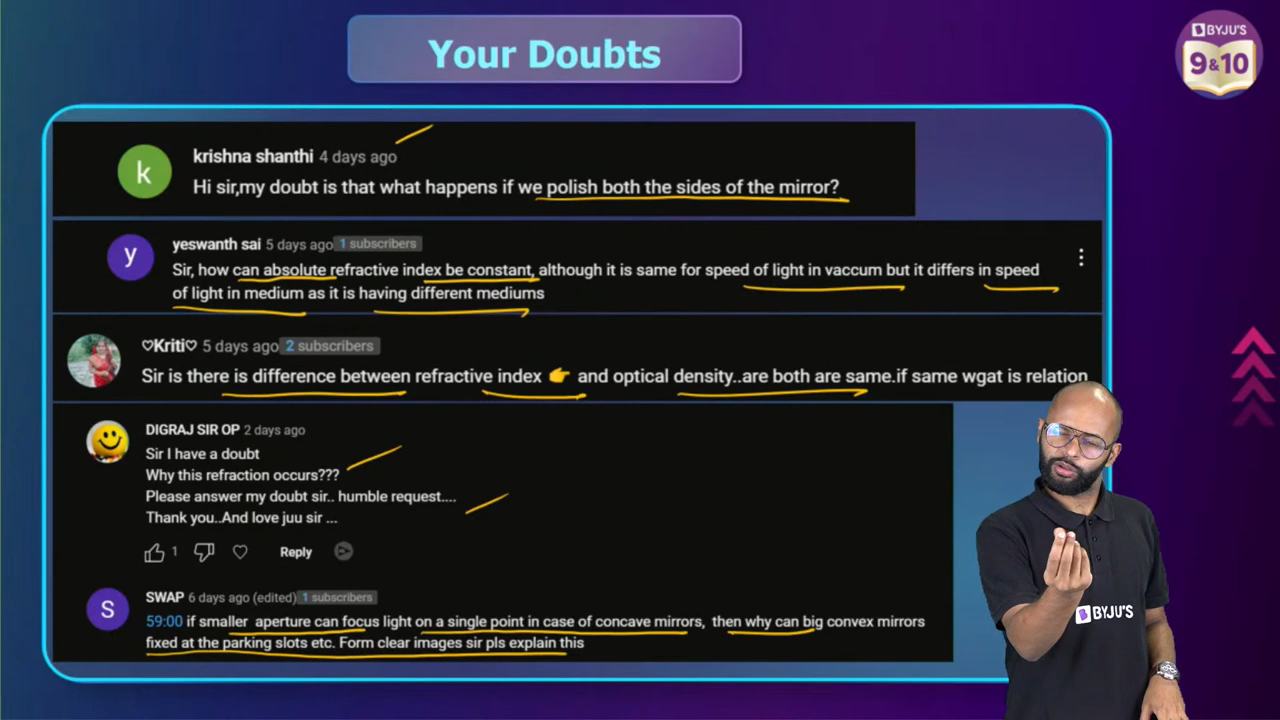 Your Doubts
BYJU'S
9&10
k
krishna shanthi 4 days ago
Hi sir,my doubt is that what happens if we polish both the sides of the mirror?
y
yeswanth sai 5 days ago 1 subscribers
Sir, how can absolute refractive index be constant, although it is same for speed of light in vaccum but it differs in speed
of light in medium as it is having different mediums
♡Kriti♡ 5 days ago 2 subscribers
Sir is there is difference between refractive index 👉 and optical density..are both are same.if same wgat is relation
DIGRAJ SIR OP 2 days ago
Sir I have a doubt
Why this refraction occurs???
Please answer my doubt sir.. humble request....
Thank you..And love juu sir ...
1 Reply
S
SWAP 6 days ago (edited) 1 subscribers
59:00 if smaller aperture can focus light on a single point in case of concave mirrors, then why can big convex mirrors
fixed at the parking slots etc. Form clear images sir pls explain this
BYJU'S